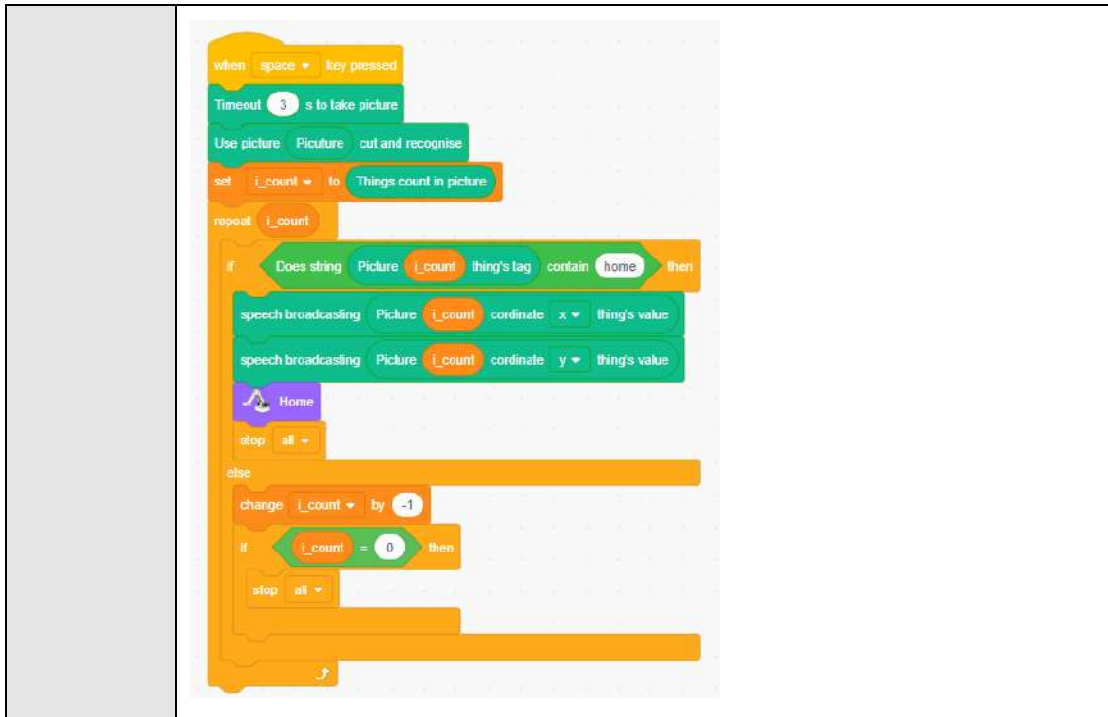 when space key pressed
Timeout 3 s to take picture
Use picture Picuture cut and recognise
set i_count to Things count in picture
repeat i_count
if Does string Picture i_count thing's tag contain home then
speech broadcasting Picture i_count cordinate x thing's value
speech broadcasting Picture i_count cordinate y thing's value
Home
stop all
else
change i_count by -1
if i_count = 0 then
stop all